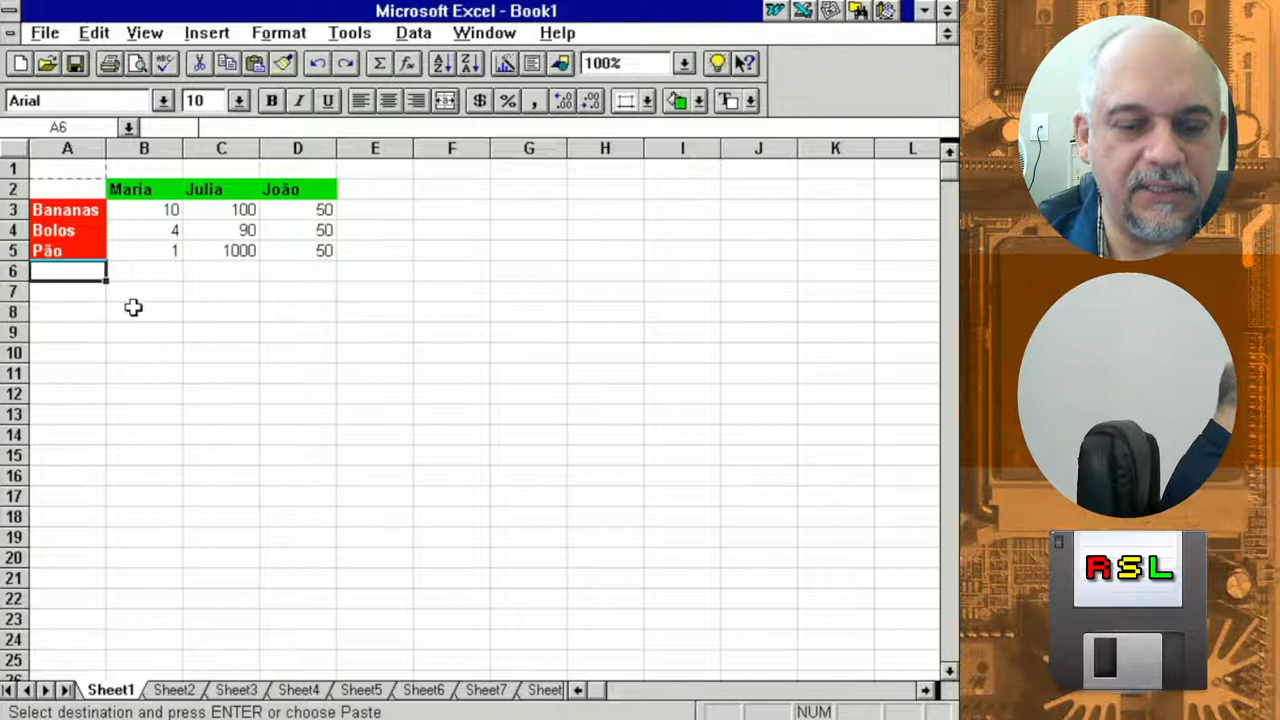 Microsoft Excel - Book1
File Edit View Insert Format Tools Data Window Help
100%
Arial 10 B I U $ % ,
A6
A B C D E F G H I J K L
1
2 Maria Julia João
3 Bananas 10 100 50
4 Bolos 4 90 50
5 Pão 1 1000 50
6
7
8
9
10
11
12
13
14
15
16
17
18
19
20
21
22
23
24
25
Sheet1 Sheet2 Sheet3 Sheet4 Sheet5 Sheet6 Sheet7 Sheet
Select destination and press ENTER or choose Paste NUM
RSL